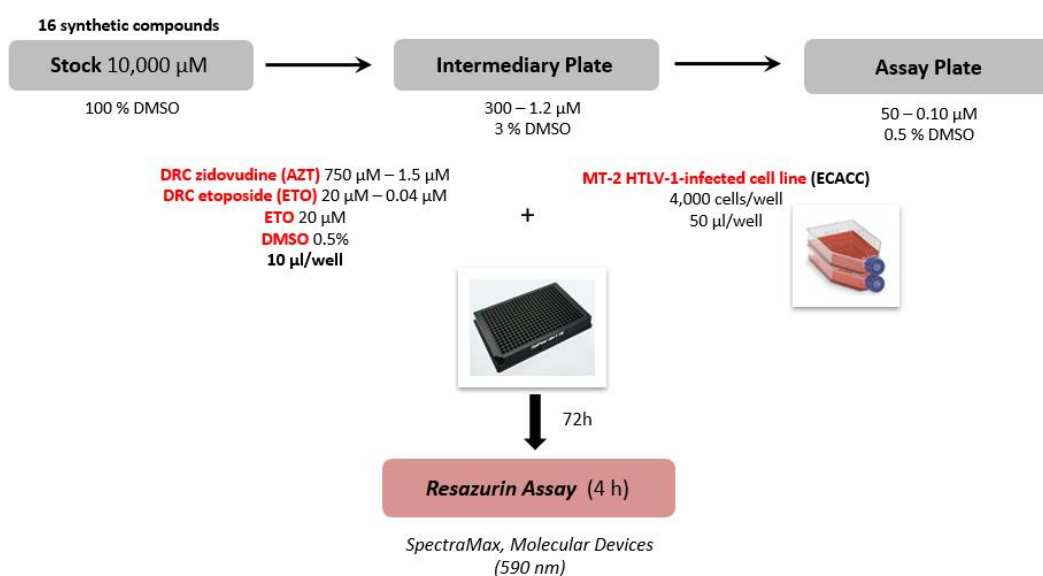 16 synthetic compounds
Stock 10,000 µM
100 % DMSO
Intermediary Plate
300 – 1.2 µM
3 % DMSO
Assay Plate
50 – 0.10 µM
0.5 % DMSO
DRC zidovudine (AZT) 750 µM – 1.5 µM
DRC etoposide (ETO) 20 µM – 0.04 µM
ETO 20 µM
DMSO 0.5%
10 µl/well
+
MT-2 HTLV-1-infected cell line (ECACC)
4,000 cells/well
50 µl/well
72h
Resazurin Assay (4 h)
SpectraMax, Molecular Devices
(590 nm)